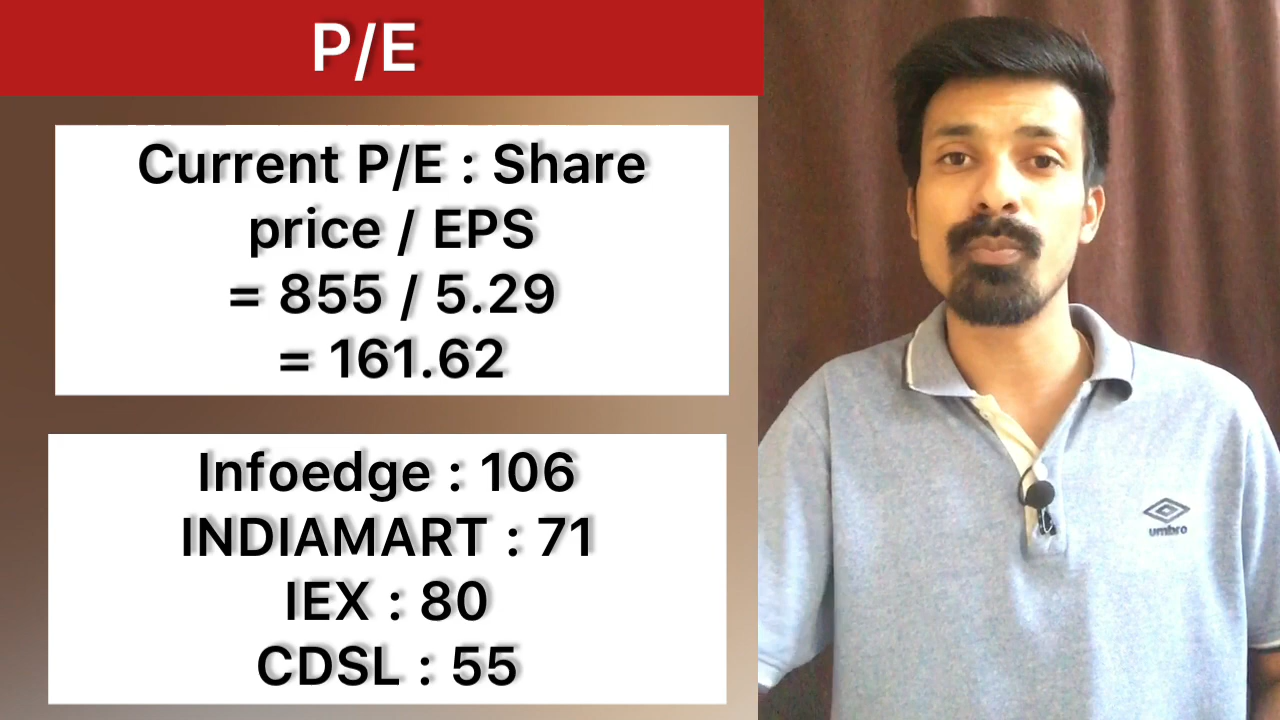 P/E
Current P/E : Share
price / EPS
= 855 / 5.29
= 161.62
Infoedge : 106
INDIAMART : 71
IEX : 80
CDSL : 55
umbro